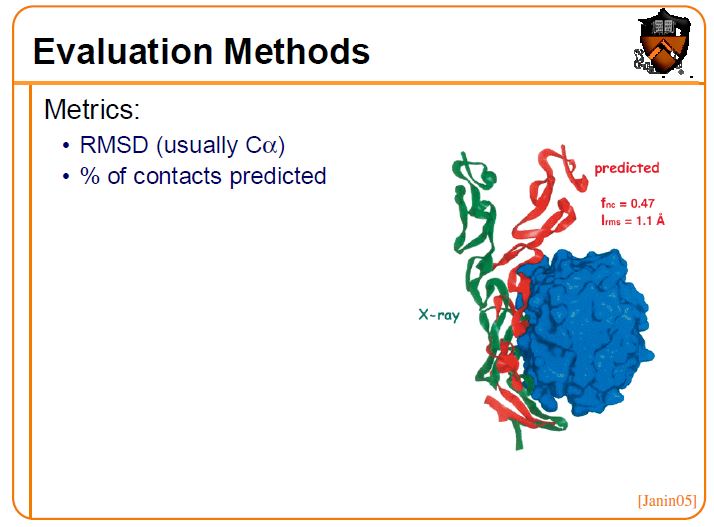 Evaluation Methods
Metrics:
• RMSD (usually Cα)
• % of contacts predicted
predicted
fnc = 0.47
Irms = 1.1 Å
X-ray
[Janin05]